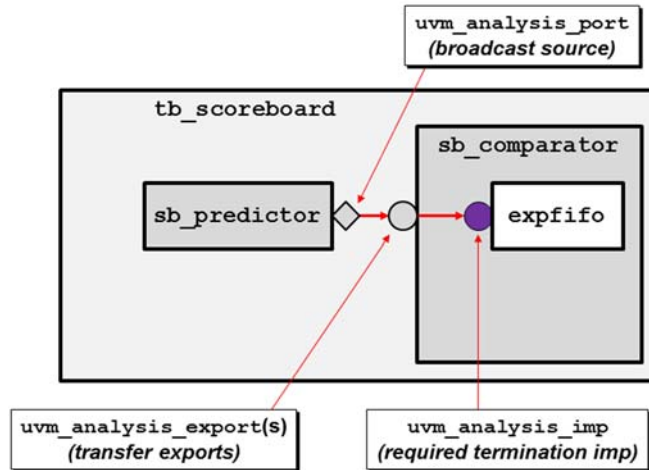 uvm_analysis_port
(broadcast source)
tb_scoreboard
sb_comparator
sb_predictor
expfifo
uvm_analysis_export(s)
(transfer exports)
uvm_analysis_imp
(required termination imp)